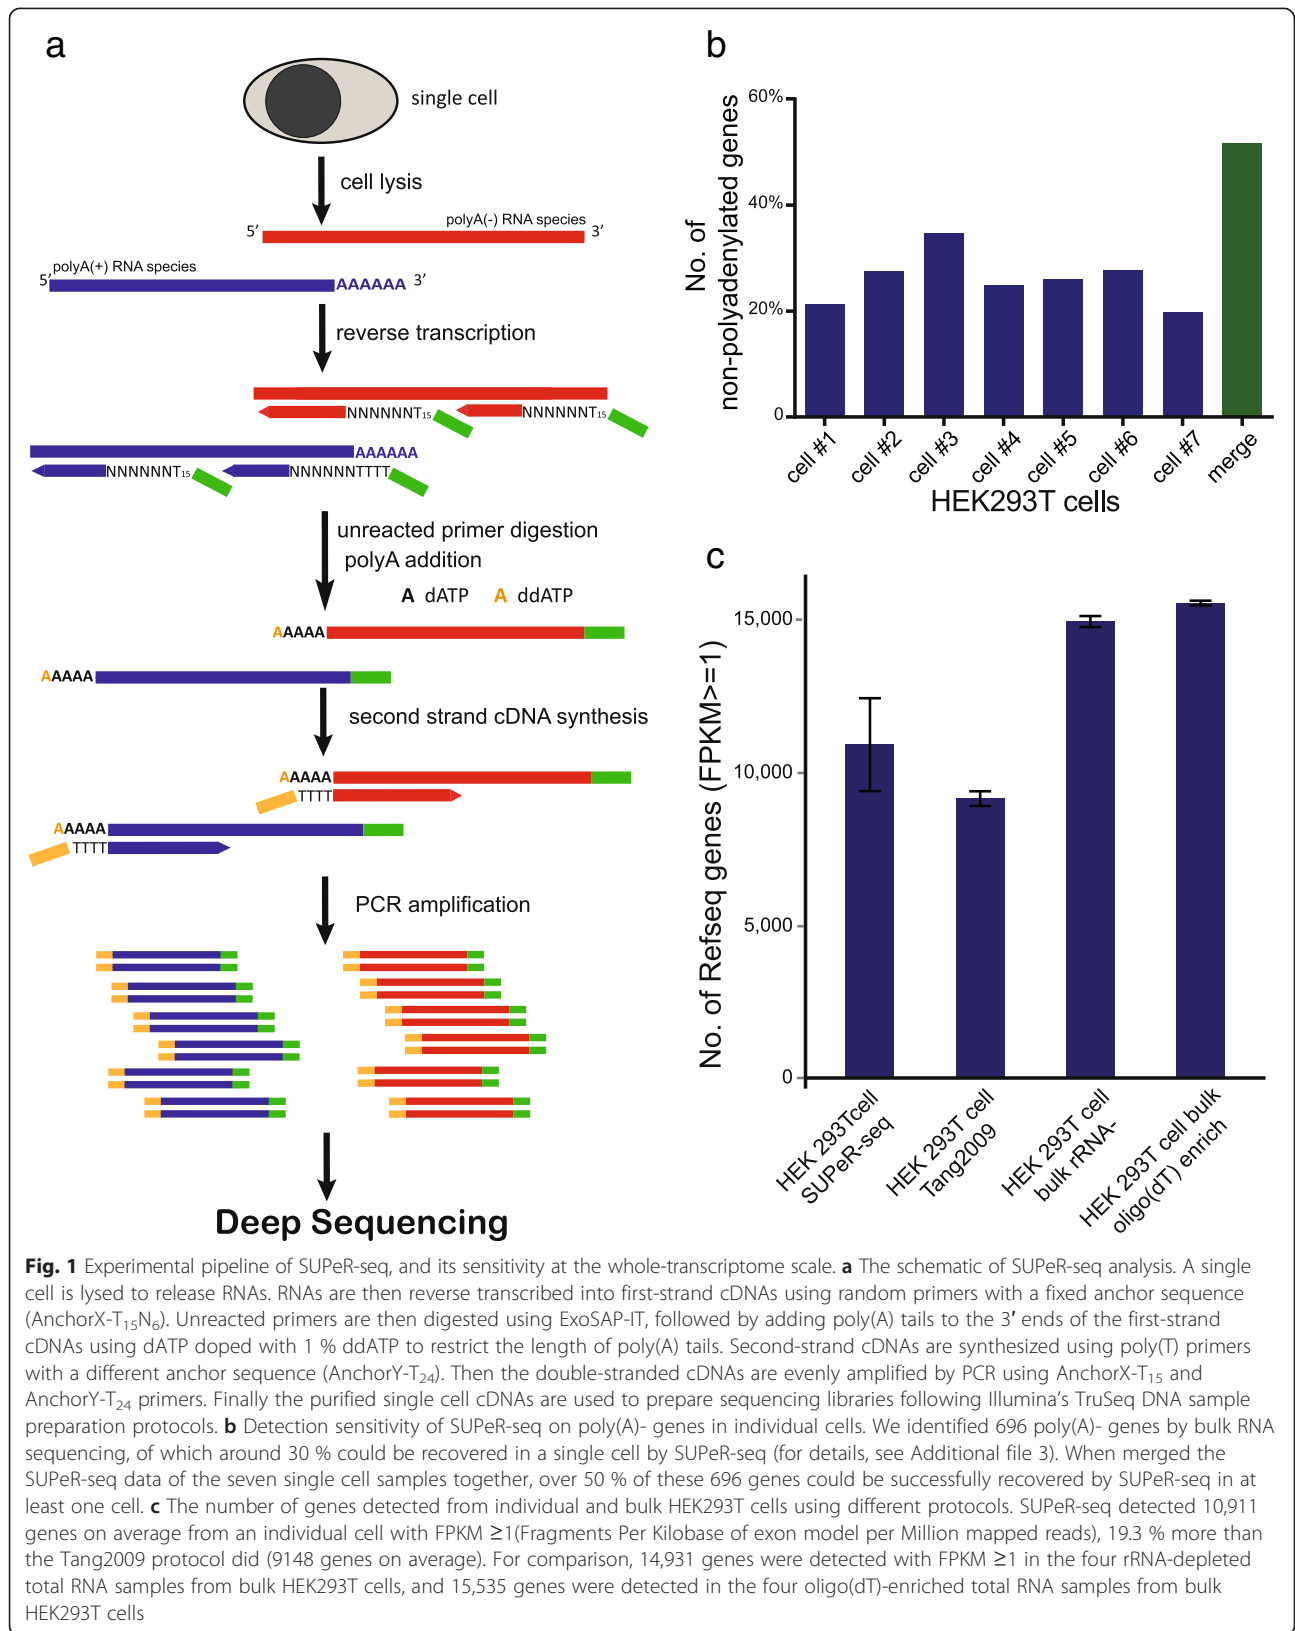 a
single cell
cell lysis
polyA(-) RNA species
5′ 3′
polyA(+) RNA species
5′ AAAAAA 3′
reverse transcription
NNNNNNT15 NNNNNNT15
AAAAAA
NNNNNNT15 NNNNNNTTTT
unreacted primer digestion
polyA addition
A dATP A ddATP
AAAAA
AAAAA
second strand cDNA synthesis
AAAAA
TTTT
AAAAA
TTTT
PCR amplification
Deep Sequencing
b
No. of
non-polyadenylated genes
60%
40%
20%
0
cell #1
cell #2
cell #3
cell #4
cell #5
cell #6
cell #7
merge
HEK293T cells
c
No. of Refseq genes (FPKM>=1)
15,000
10,000
5,000
0
HEK 293Tcell
SUPeR-seq
HEK 293T cell
Tang2009
HEK 293T cell
bulk rRNA-
HEK 293T cell bulk
oligo(dT) enrich
Fig. 1 Experimental pipeline of SUPeR-seq, and its sensitivity at the whole-transcriptome scale. a The schematic of SUPeR-seq analysis. A single
cell is lysed to release RNAs. RNAs are then reverse transcribed into first-strand cDNAs using random primers with a fixed anchor sequence
(AnchorX-T15N6). Unreacted primers are then digested using ExoSAP-IT, followed by adding poly(A) tails to the 3′ ends of the first-strand
cDNAs using dATP doped with 1 % ddATP to restrict the length of poly(A) tails. Second-strand cDNAs are synthesized using poly(T) primers
with a different anchor sequence (AnchorY-T24). Then the double-stranded cDNAs are evenly amplified by PCR using AnchorX-T15 and
AnchorY-T24 primers. Finally the purified single cell cDNAs are used to prepare sequencing libraries following Illumina's TruSeq DNA sample
preparation protocols. b Detection sensitivity of SUPeR-seq on poly(A)- genes in individual cells. We identified 696 poly(A)- genes by bulk RNA
sequencing, of which around 30 % could be recovered in a single cell by SUPeR-seq (for details, see Additional file 3). When merged the
SUPeR-seq data of the seven single cell samples together, over 50 % of these 696 genes could be successfully recovered by SUPeR-seq in at
least one cell. c The number of genes detected from individual and bulk HEK293T cells using different protocols. SUPeR-seq detected 10,911
genes on average from an individual cell with FPKM ≥1(Fragments Per Kilobase of exon model per Million mapped reads), 19.3 % more than
the Tang2009 protocol did (9148 genes on average). For comparison, 14,931 genes were detected with FPKM ≥1 in the four rRNA-depleted
total RNA samples from bulk HEK293T cells, and 15,535 genes were detected in the four oligo(dT)-enriched total RNA samples from bulk
HEK293T cells